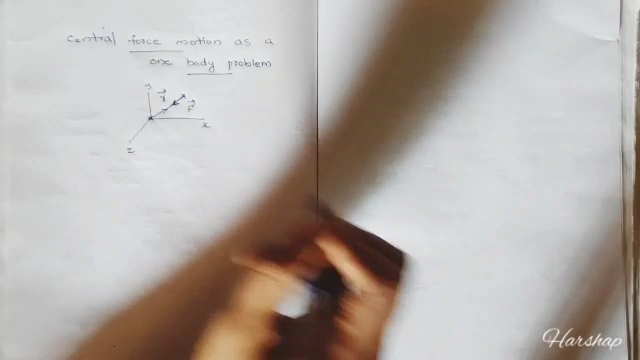 Central force motion as a
one body problem
y
r
F
x
z
Harshap